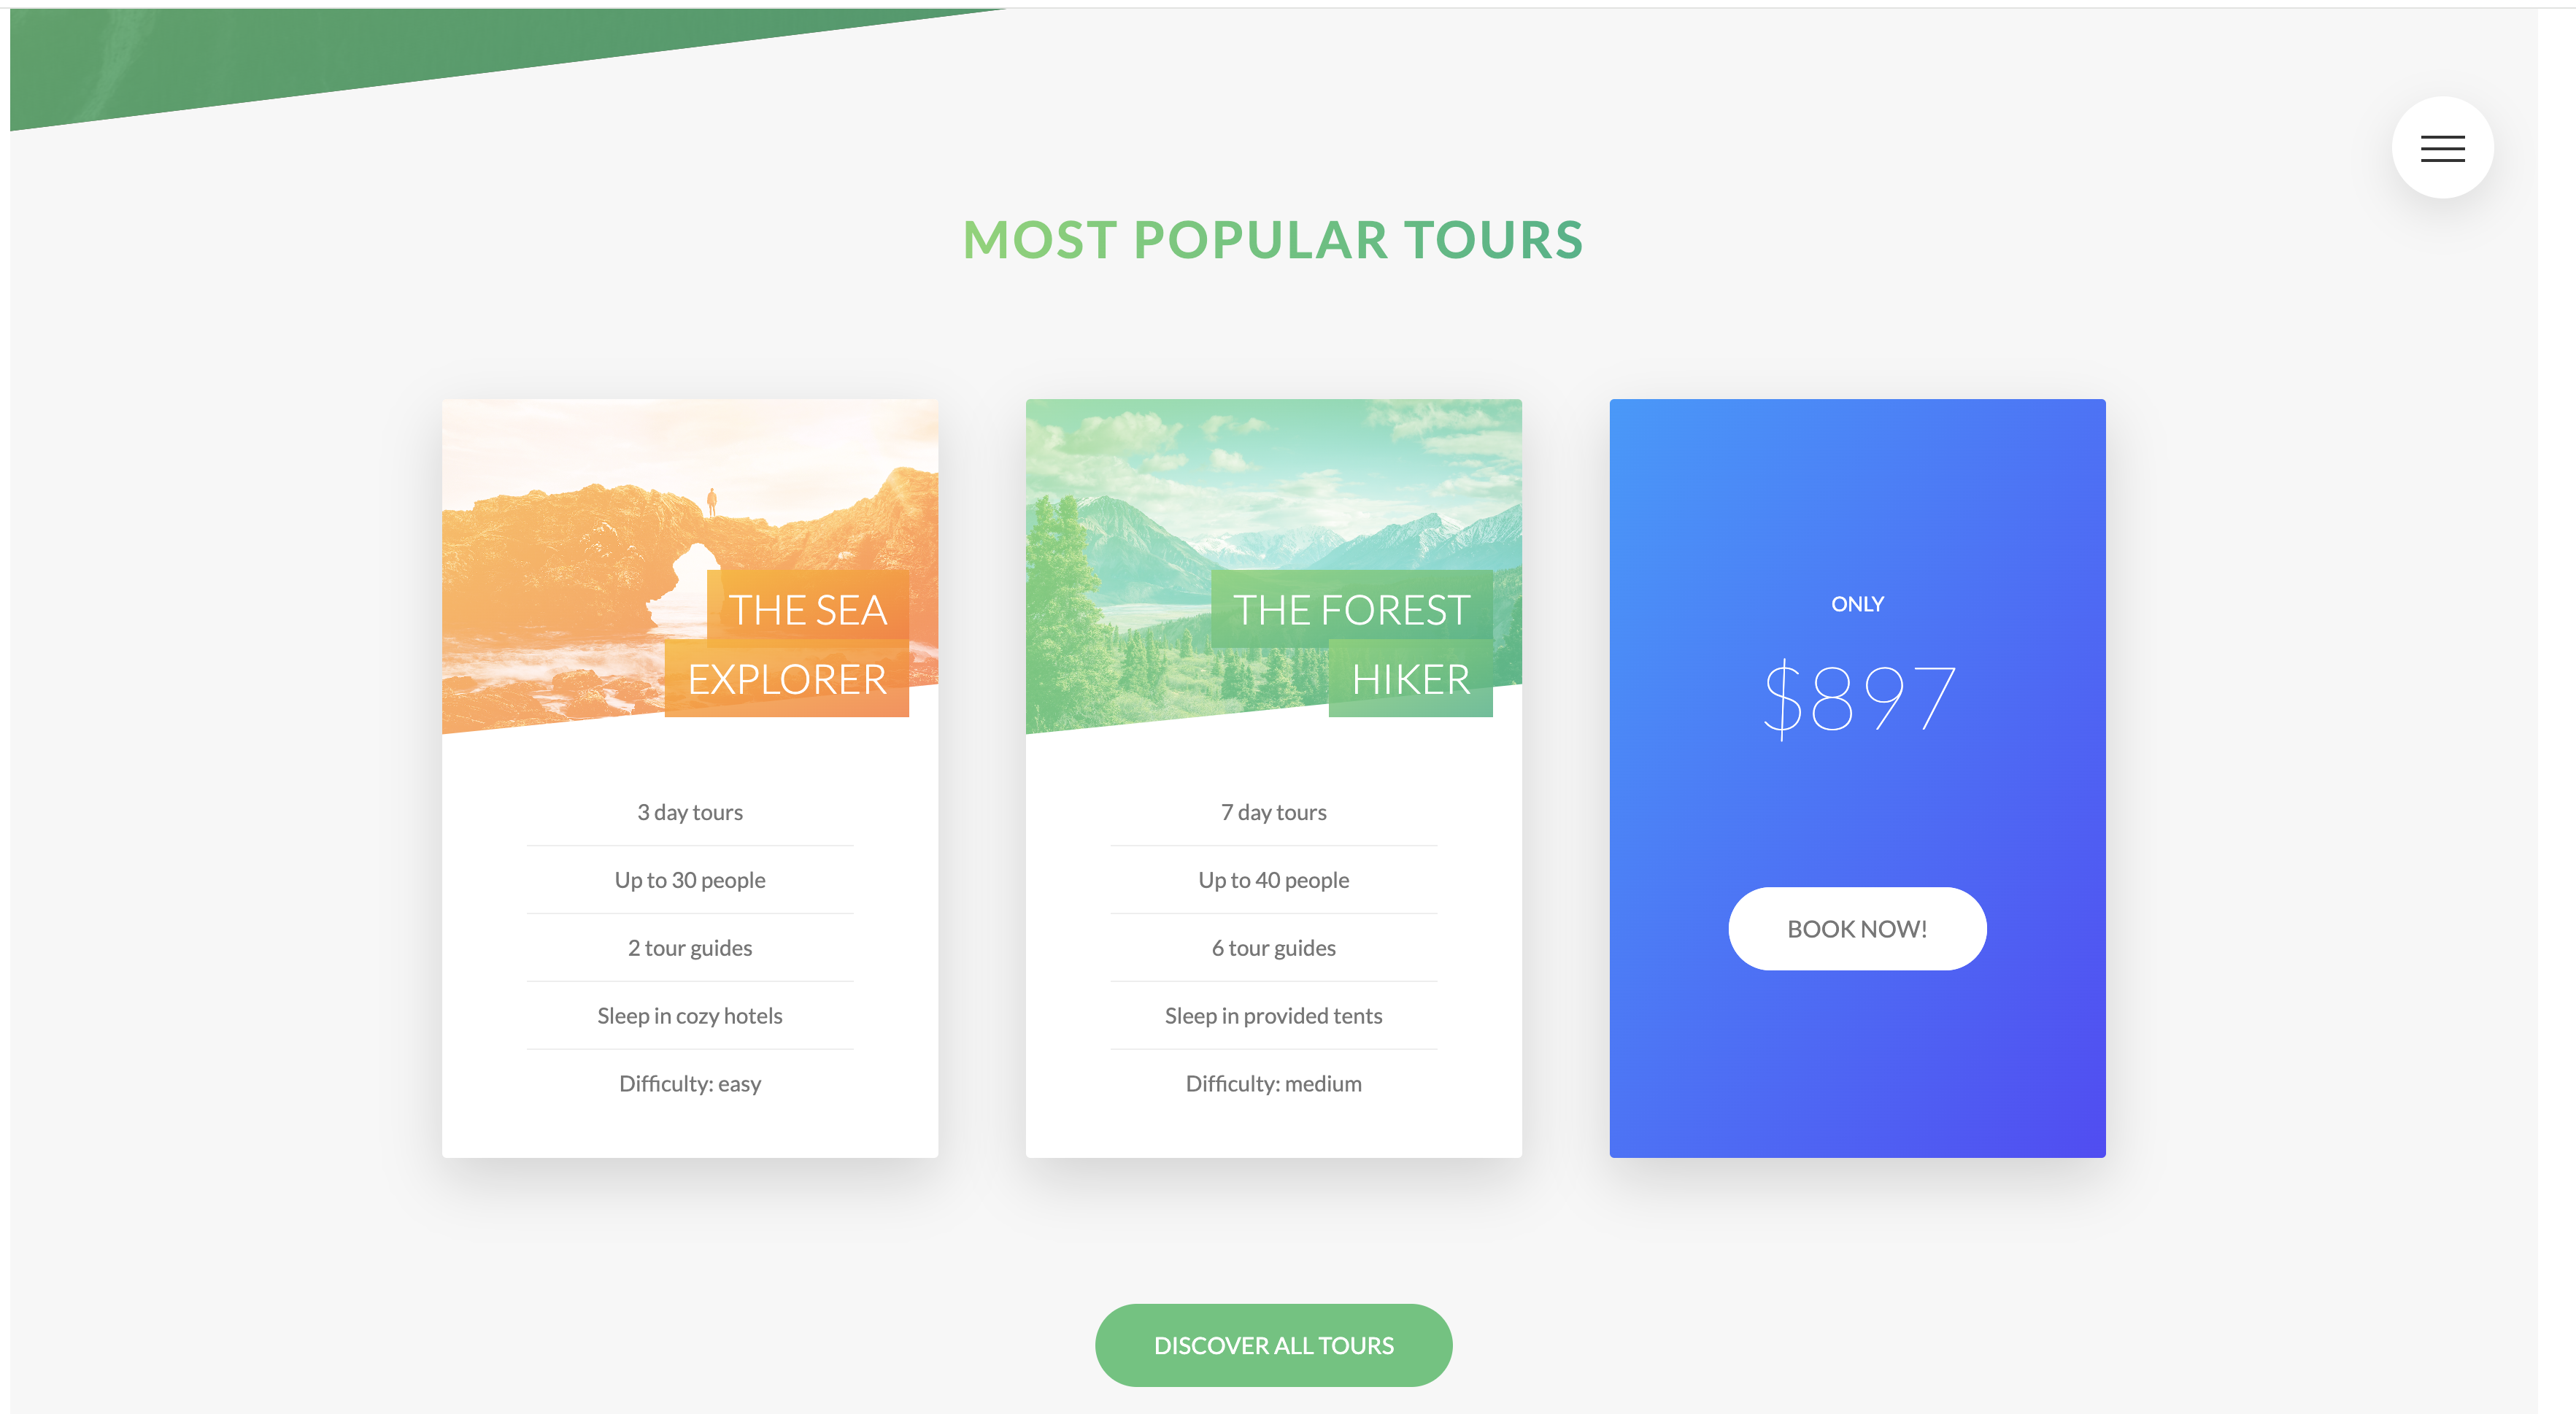 MOST POPULAR TOURS
THE SEA
EXPLORER
3 day tours
Up to 30 people
2 tour guides
Sleep in cozy hotels
Difficulty: easy
THE FOREST
HIKER
7 day tours
Up to 40 people
6 tour guides
Sleep in provided tents
Difficulty: medium
ONLY
$897
BOOK NOW!
DISCOVER ALL TOURS